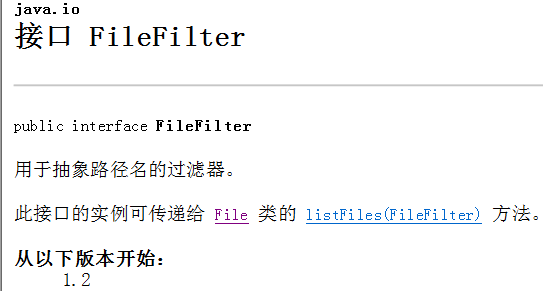 java.io
接口 FileFilter
public interface FileFilter
用于抽象路径名的过滤器。
此接口的实例可传递给 File 类的 listFiles(FileFilter) 方法。
从以下版本开始：
1.2